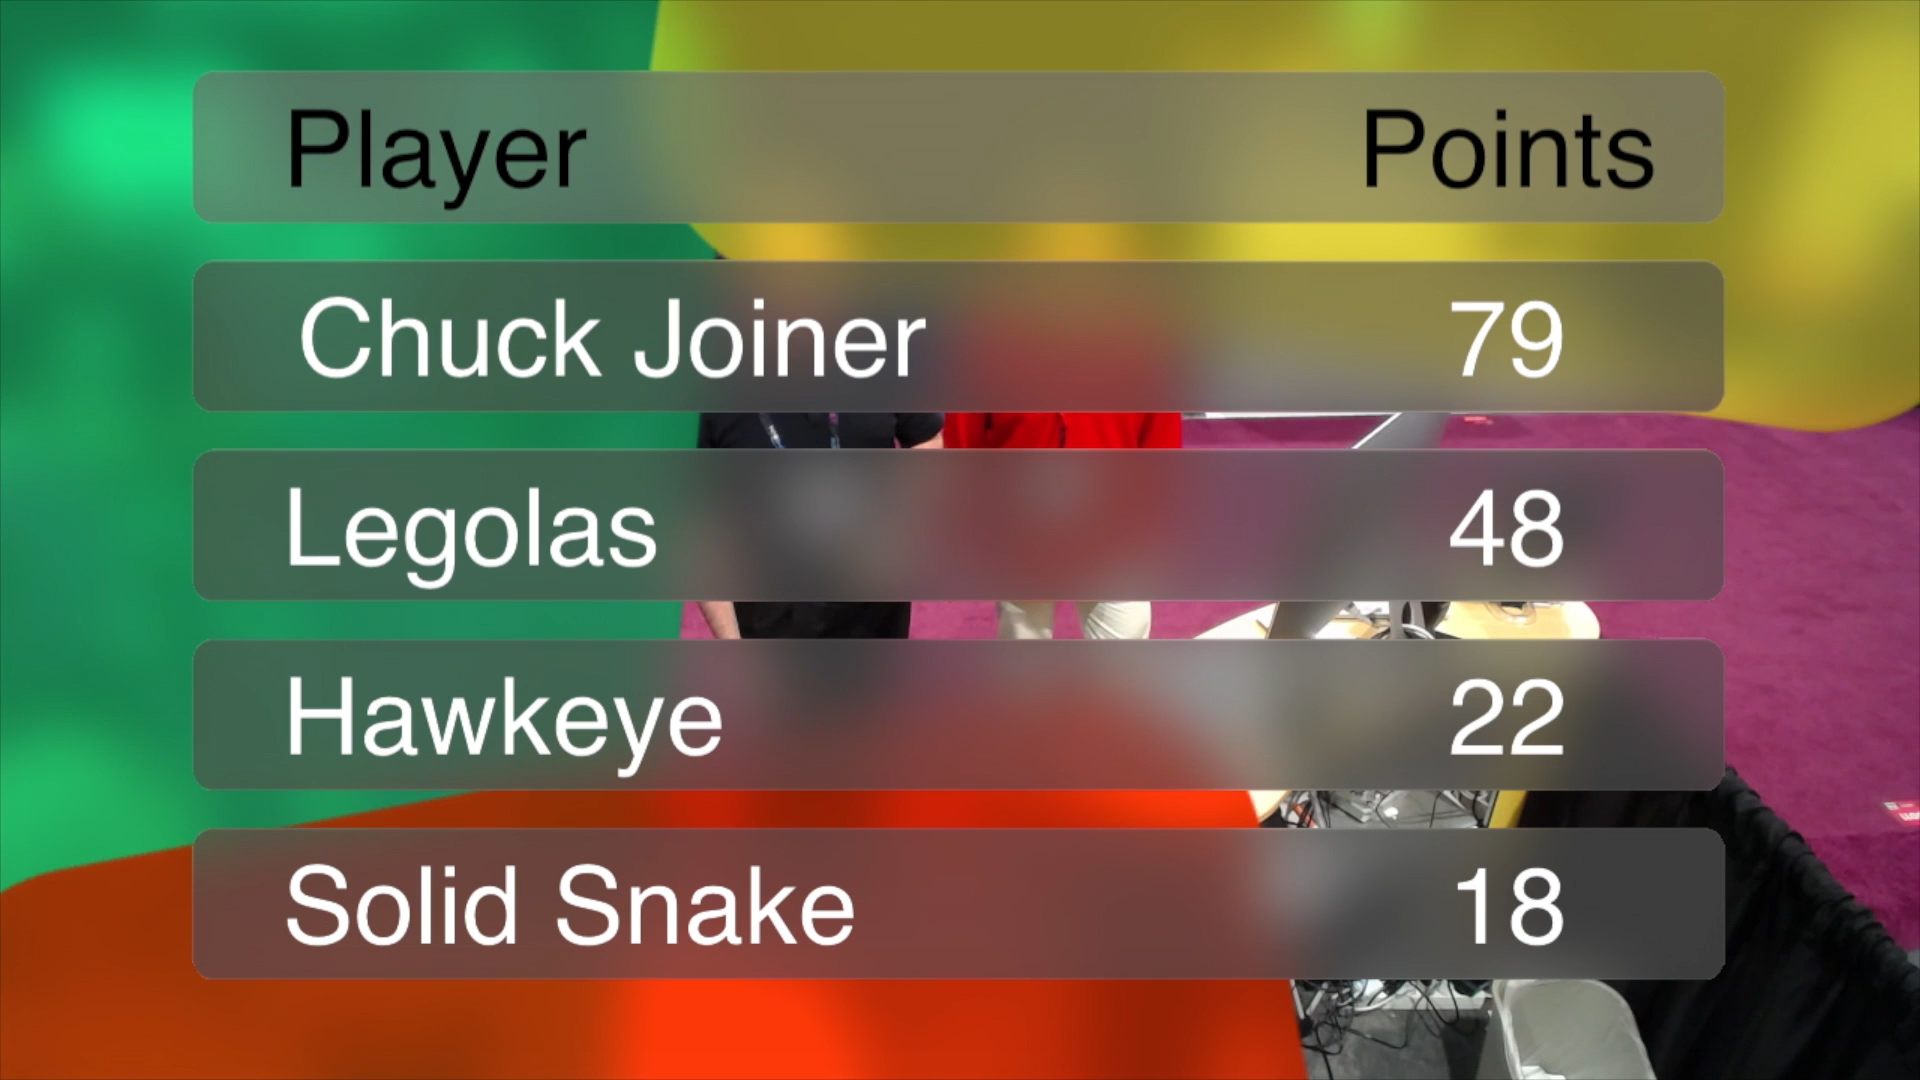 Player Points
Chuck Joiner 79
Legolas 48
Hawkeye 22
Solid Snake 18